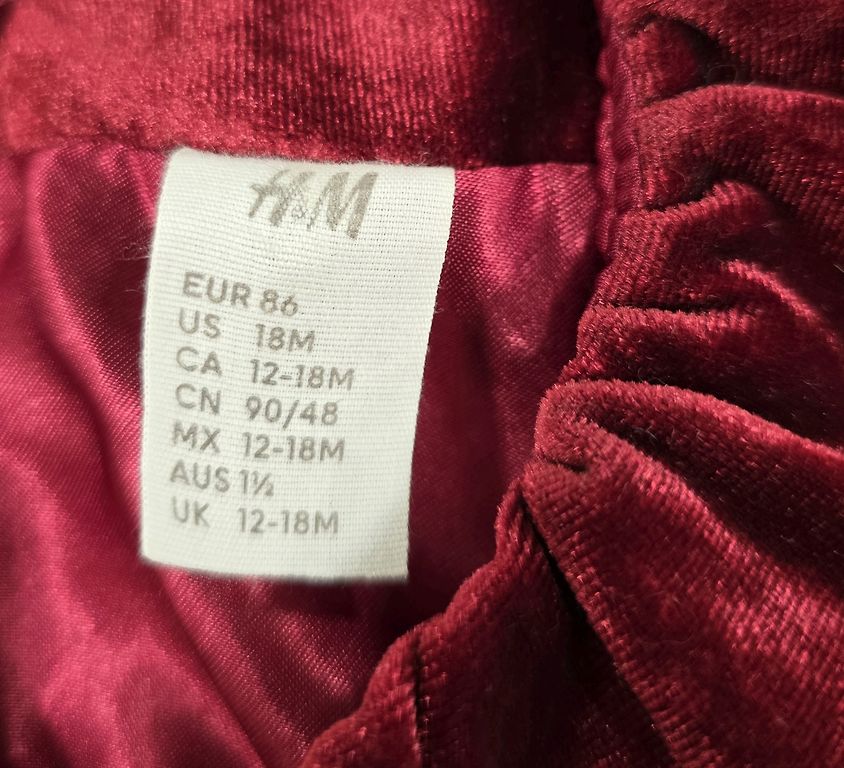 H&M
EUR 86
US 18M
CA 12-18M
CN 90/48
MX 12-18M
AUS 1½
UK 12-18M